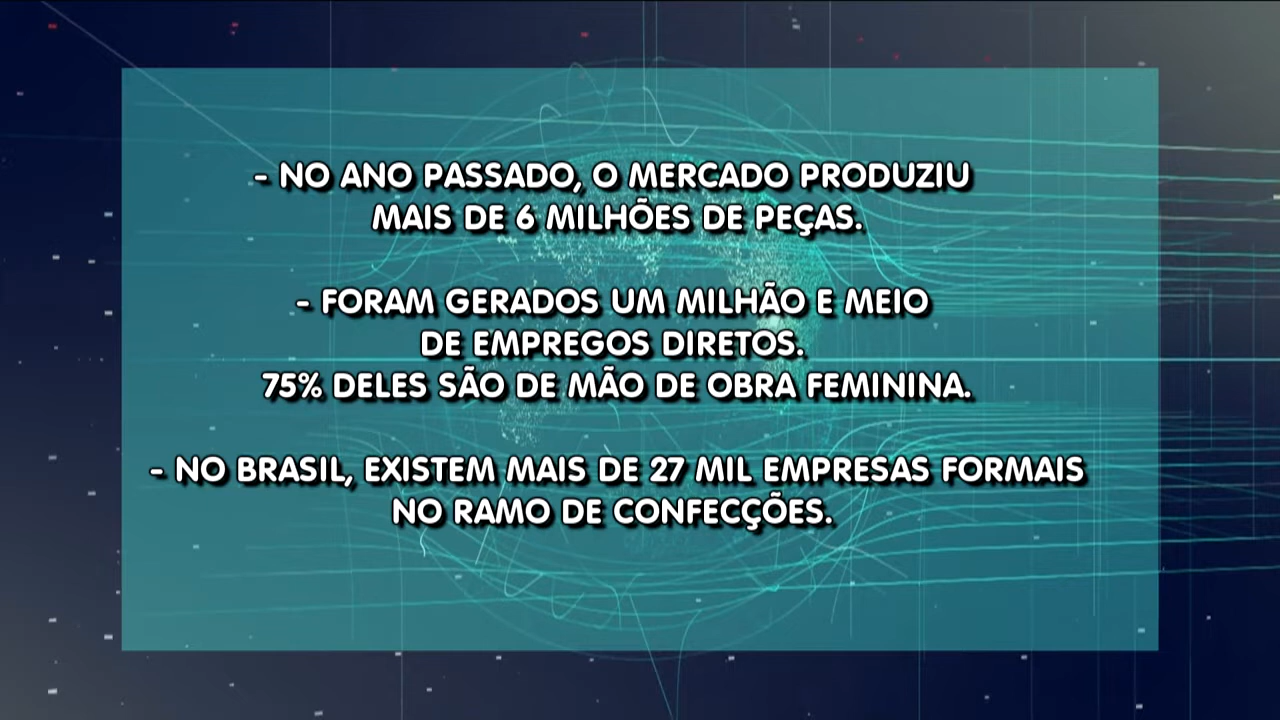 - NO ANO PASSADO, O MERCADO PRODUZIU
MAIS DE 6 MILHÕES DE PEÇAS.
- FORAM GERADOS UM MILHÃO E MEIO
DE EMPREGOS DIRETOS.
75% DELES SÃO DE MÃO DE OBRA FEMININA.
- NO BRASIL, EXISTEM MAIS DE 27 MIL EMPRESAS FORMAIS
NO RAMO DE CONFECÇÕES.